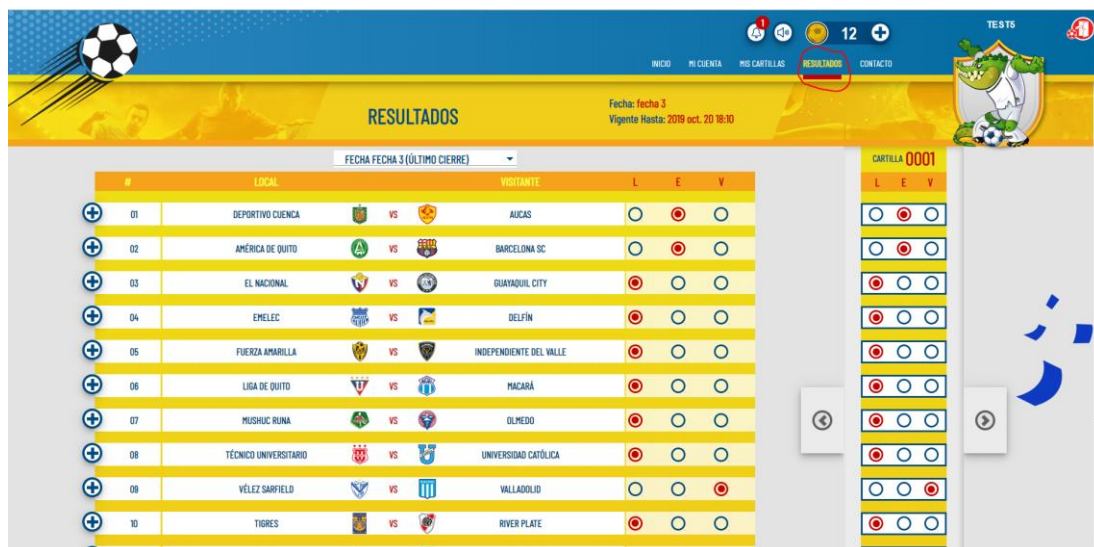 1
12
TEST5
INICIO MI CUENTA MIS CARTILLAS RESULTADOS CONTACTO
RESULTADOS
Fecha: fecha 3
Vigente Hasta: 2019 oct. 20 18:10
FECHA FECHA 3 (ÚLTIMO CIERRE)
CARTILLA 0001
# LOCAL VISITANTE L E V L E V
01 DEPORTIVO CUENCA VS AUCAS
02 AMÉRICA DE QUITO VS BARCELONA SC
03 EL NACIONAL VS GUAYAQUIL CITY
04 EMELEC VS DELFÍN
05 FUERZA AMARILLA VS INDEPENDIENTE DEL VALLE
06 LIGA DE QUITO VS MACARÁ
07 MUSHUC RUNA VS OLMEDO
08 TÉCNICO UNIVERSITARIO VS UNIVERSIDAD CATÓLICA
09 VÉLEZ SARFIELD VS VALLADOLID
10 TIGRES VS RIVER PLATE